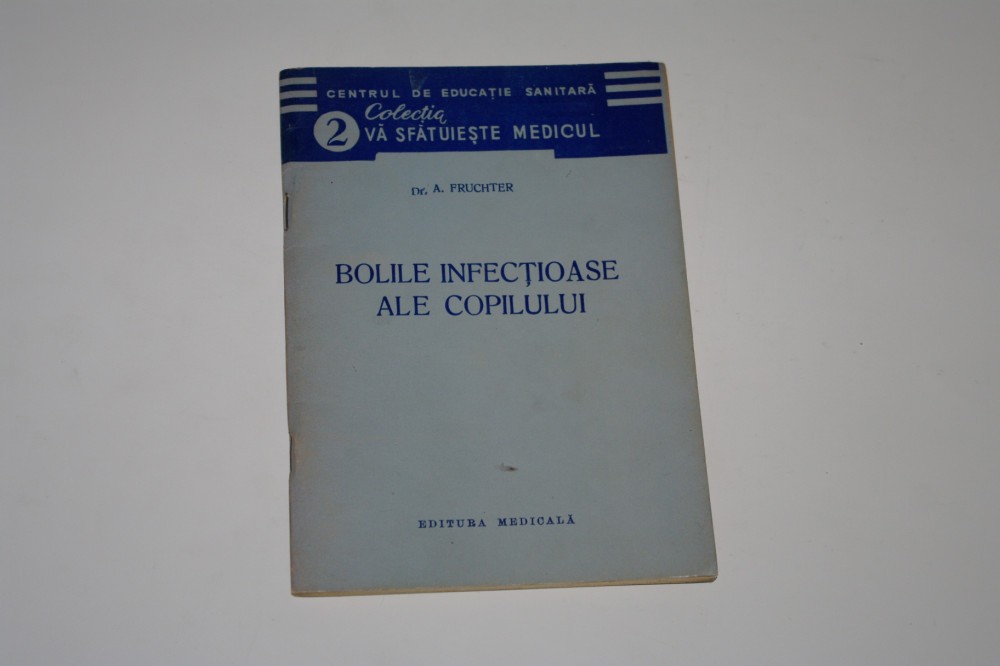 CENTRUL DE EDUCAȚIE SANITARĂ
Colecția
2 VĂ SFĂTUIEȘTE MEDICUL
Dr. A. FRUCHTER
BOLILE INFECȚIOASE
ALE COPILULUI
EDITURA MEDICALĂ